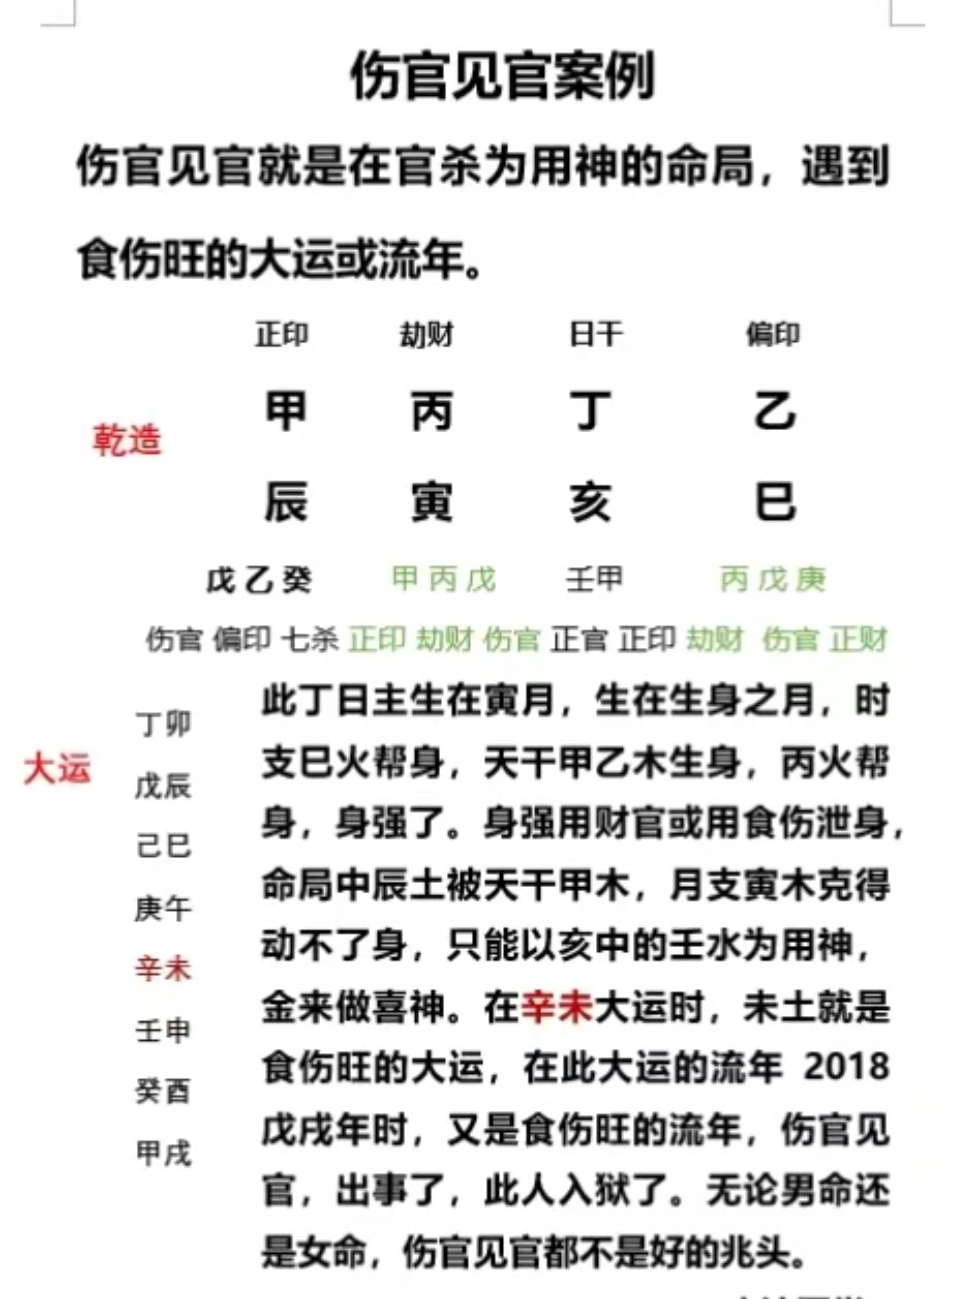 伤官见官案例
伤官见官就是在官杀为用神的命局，遇到
食伤旺的大运或流年。
正印 劫财 日干 偏印
甲 丙 丁 乙
乾造
辰 寅 亥 巳
戊 乙 癸 甲 丙 戊 壬甲 丙 戊 庚
伤官 偏印 七杀 正印 劫财 伤官 正官 正印 劫财 伤官 正财
大运
丁卯
戊辰
己巳
庚午
辛未
壬申
癸酉
甲戌
此丁日主生在寅月，生在生身之月，时
支巳火帮身，天干甲乙木生身，丙火帮
身，身强了。身强用财官或用食伤泄身，
命局中辰土被天干甲木，月支寅木克得
动不了身，只能以亥中的壬水为用神，
金来做喜神。在辛未大运时，未土就是
食伤旺的大运，在此大运的流年 2018
戊戌年时，又是食伤旺的流年，伤官见
官，出事了，此人入狱了。无论男命还
是女命，伤官见官都不是好的兆头。